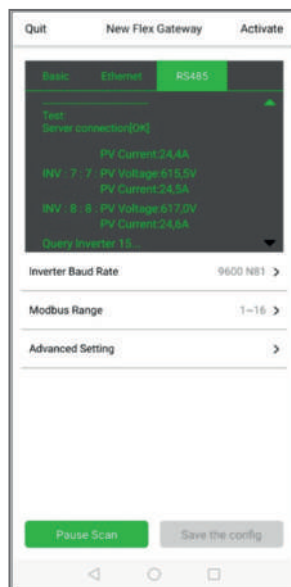 Quit New Flex Gateway Activate
Basic Ethernet RS485
Test:
Server connection[OK]
PV Current:24,4A
INV : 7 : 7 : PV Voltage:615,5V
PV Current:24,5A
INV : 8 : 8 : PV Voltage:617,0V
PV Current:24,6A
Query Inverter 15...
Inverter Baud Rate 9600 N81 >
Modbus Range 1~16 >
Advanced Setting >
Pause Scan Save the config